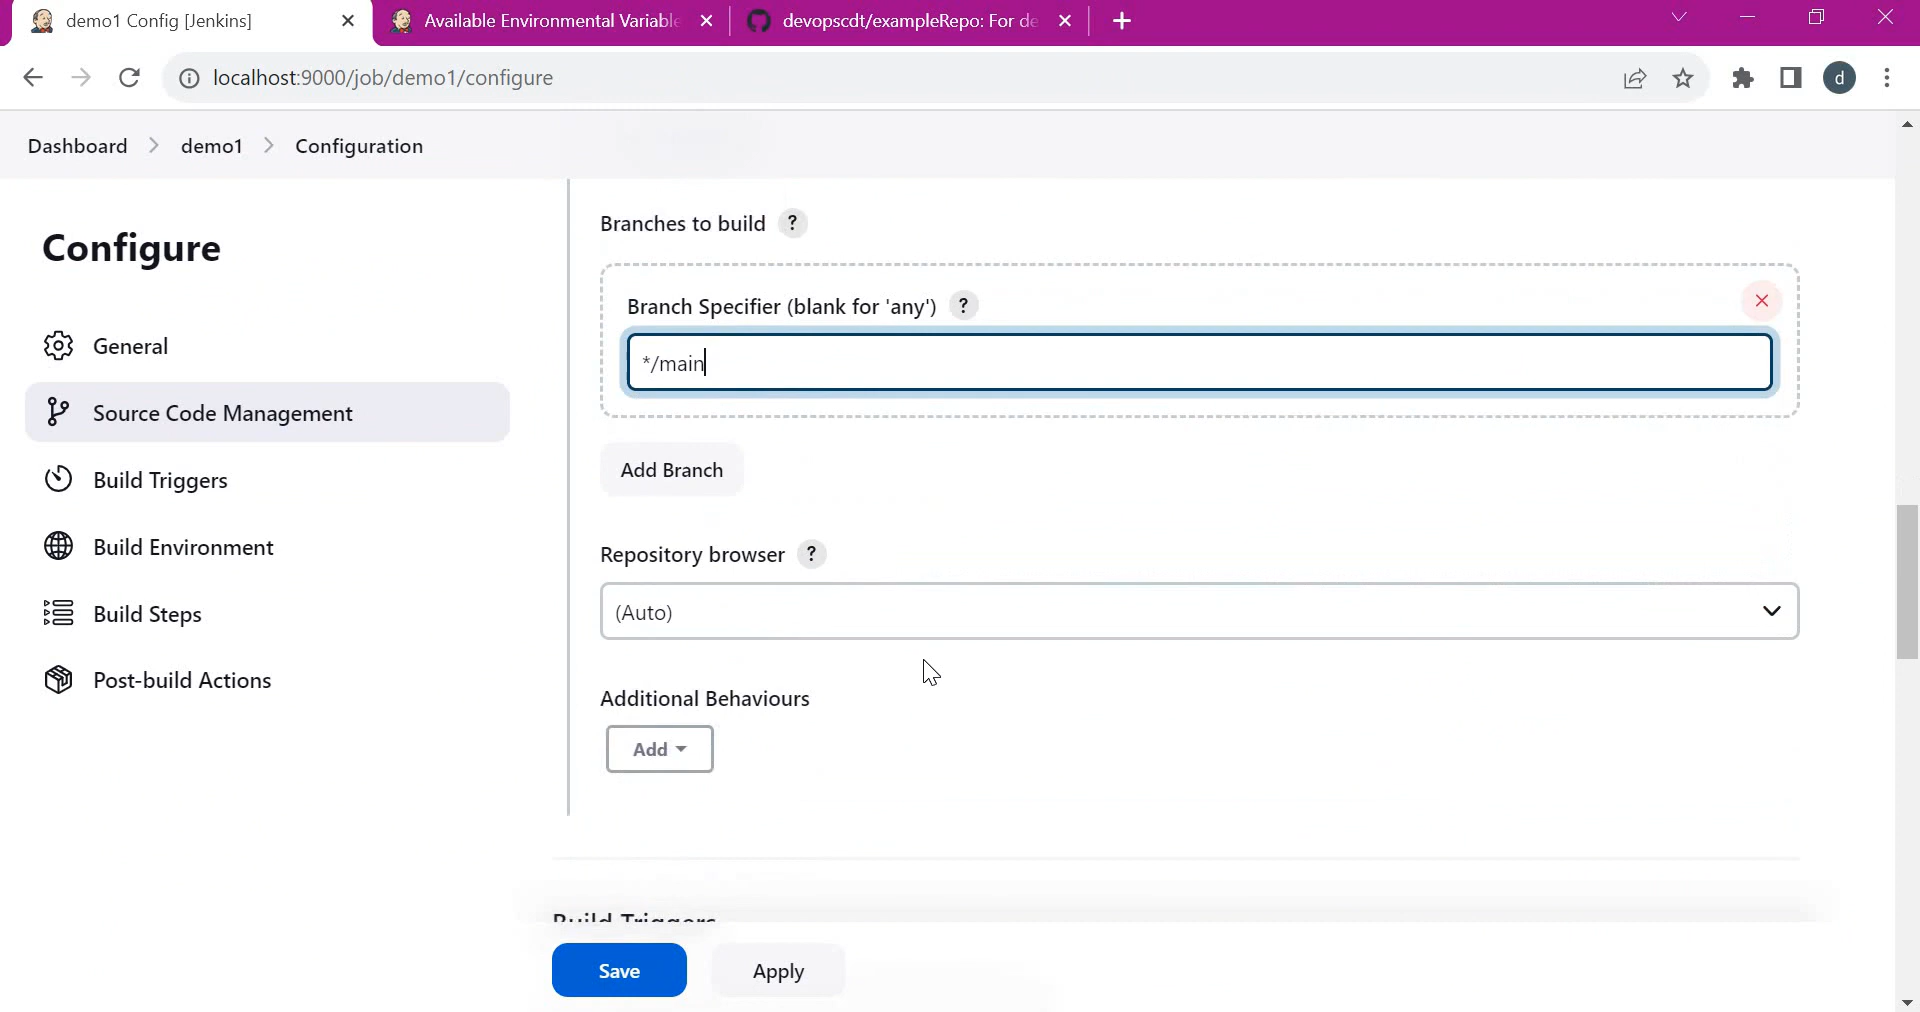 demo1 Config [Jenkins]
Available Environmental Variable
devopscdt/exampleRepo: For de
localhost:9000/job/demo1/configure
d
Dashboard
demo1
Configuration
Configure
General
Source Code Management
Build Triggers
Build Environment
Build Steps
Post-build Actions
Branches to build ?
Branch Specifier (blank for 'any') ?
*/main
Add Branch
Repository browser ?
(Auto)
Additional Behaviours
Add
Build Triggers
Save
Apply